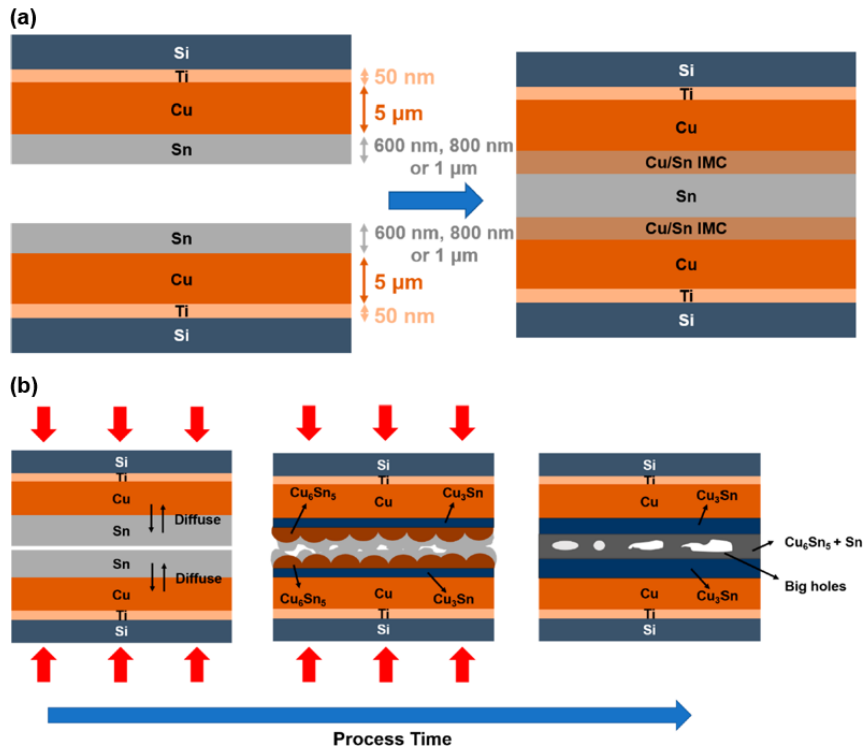 (a)
Si
Ti
50 nm
Cu
5 µm
Sn
600 nm, 800 nm
or 1 µm
Sn
600 nm, 800 nm
or 1 µm
Cu
5 µm
Ti
50 nm
Si
Si
Ti
Cu
Cu/Sn IMC
Sn
Cu/Sn IMC
Cu
Ti
Si
(b)
Si
Ti
Cu
Diffuse
Sn
Sn
Diffuse
Cu
Ti
Si
Si
Ti
Cu
Cu6Sn5
Cu3Sn
Cu6Sn5
Cu
Cu3Sn
Ti
Si
Si
Ti
Cu
Cu3Sn
Cu6Sn5 + Sn
Big holes
Cu
Cu3Sn
Ti
Si
Process Time